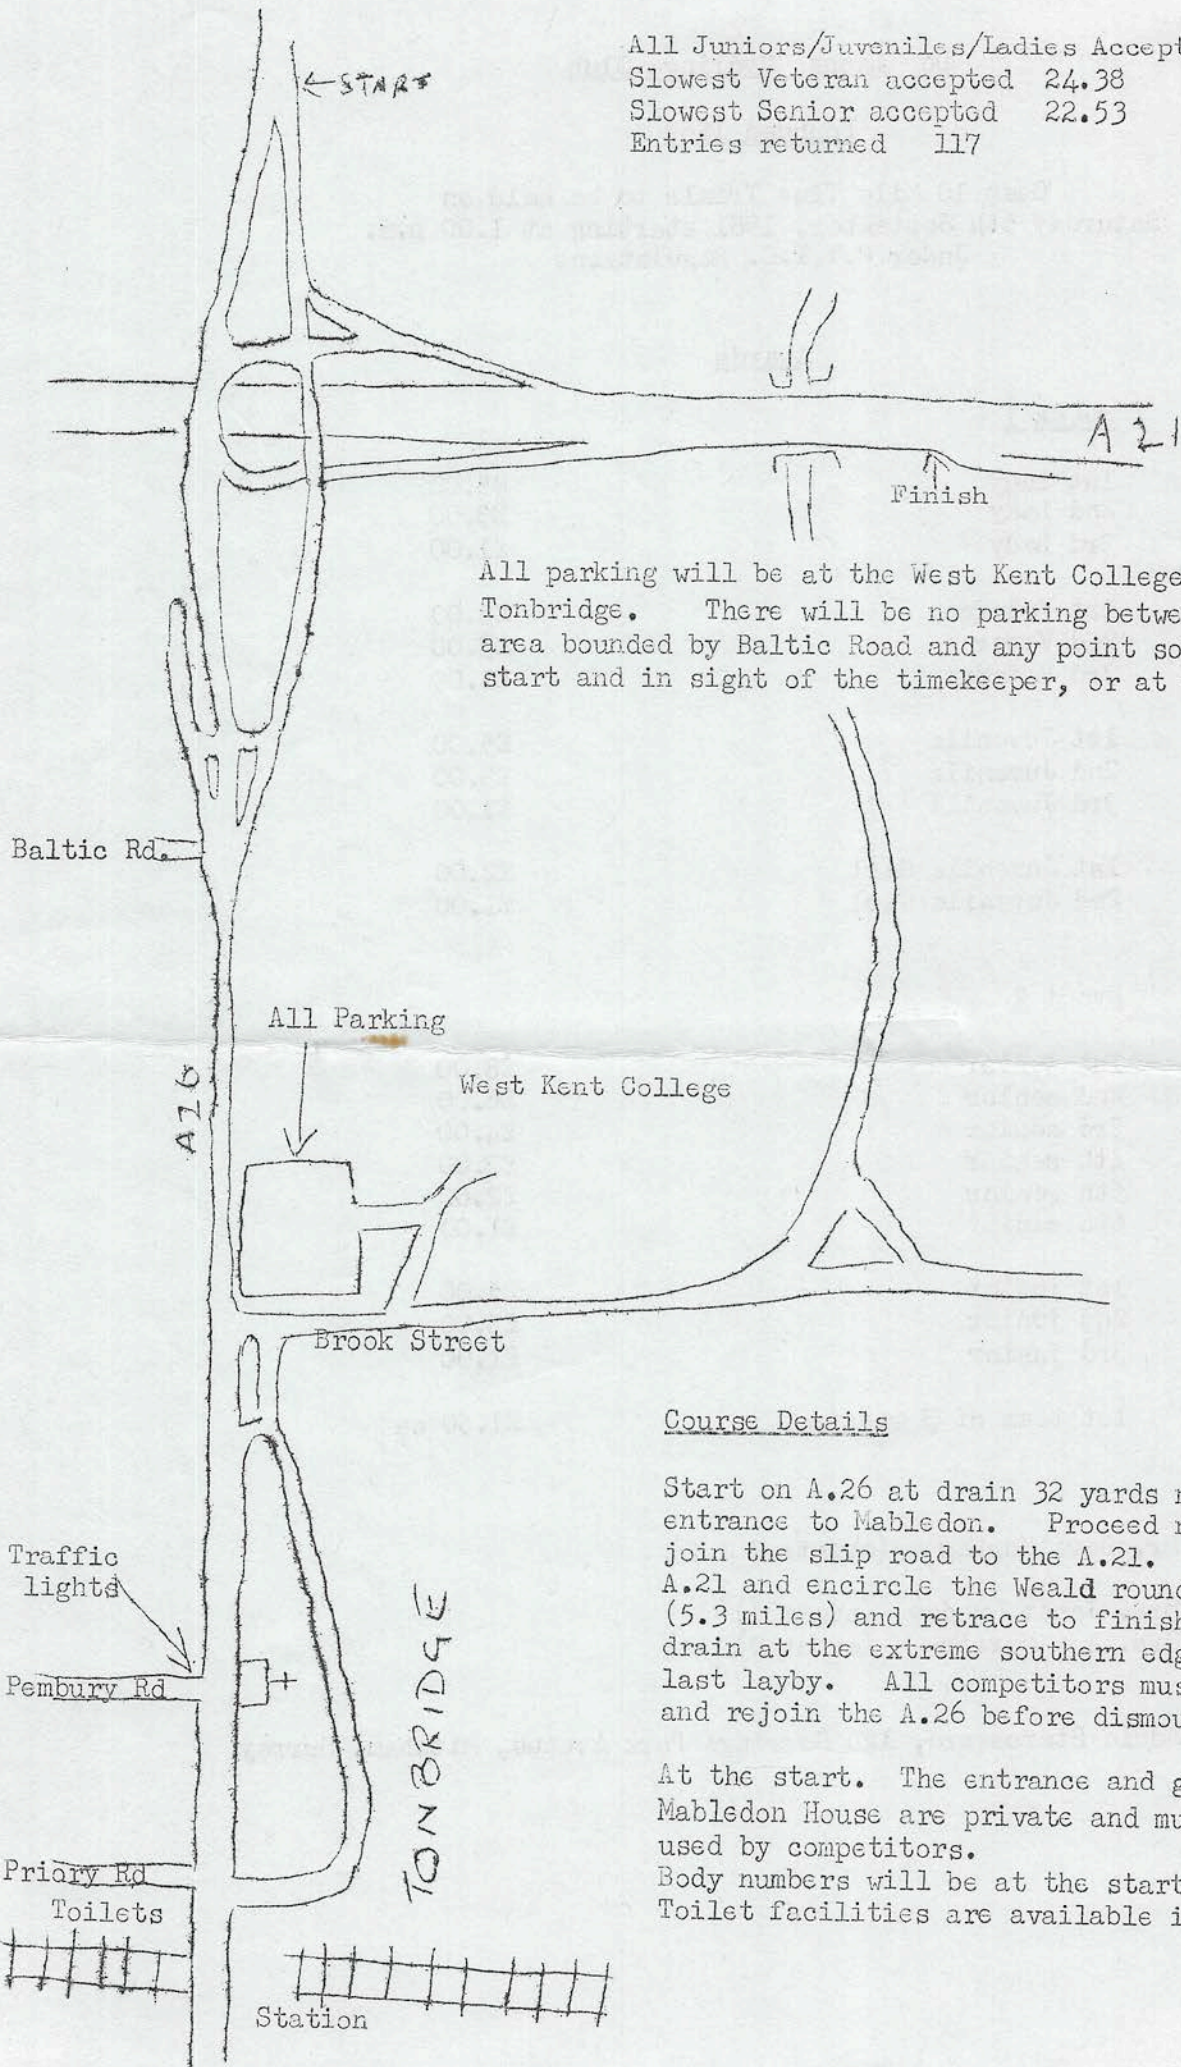 All Juniors/Juveniles/Ladies Accept
Slowest Veteran accepted 24.38
Slowest Senior accepted 22.53
Entries returned 117
←START
A 21
Finish
All parking will be at the West Kent College
Tonbridge. There will be no parking betwe
area bounded by Baltic Road and any point so
start and in sight of the timekeeper, or at
Baltic Rd.
All Parking
West Kent College
A26
Brook Street
Course Details
Start on A.26 at drain 32 yards n
entrance to Mabledon. Proceed n
join the slip road to the A.21.
A.21 and encircle the Weald round
(5.3 miles) and retrace to finish
drain at the extreme southern edg
last layby. All competitors mus
and rejoin the A.26 before dismou
At the start. The entrance and g
Mabledon House are private and mu
used by competitors.
Body numbers will be at the start
Toilet facilities are available i
Traffic
lights
Pembury Rd
TONBRIDGE
Priory Rd
Toilets
Station